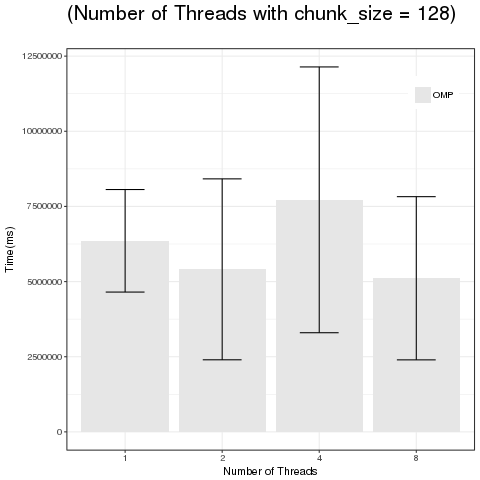 (Number of Threads with chunk_size = 128)
12500000
10000000
7500000
5000000
2500000
0
Time(ms)
OMP
1 2 4 8
Number of Threads